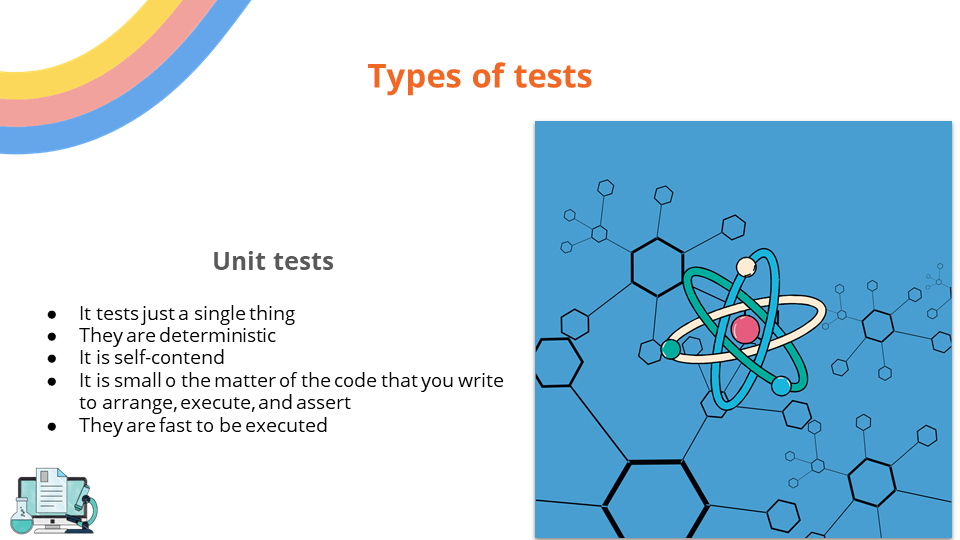 Types of tests
Unit tests
● It tests just a single thing
● They are deterministic
● It is self-contend
● It is small o the matter of the code that you write
to arrange, execute, and assert
● They are fast to be executed